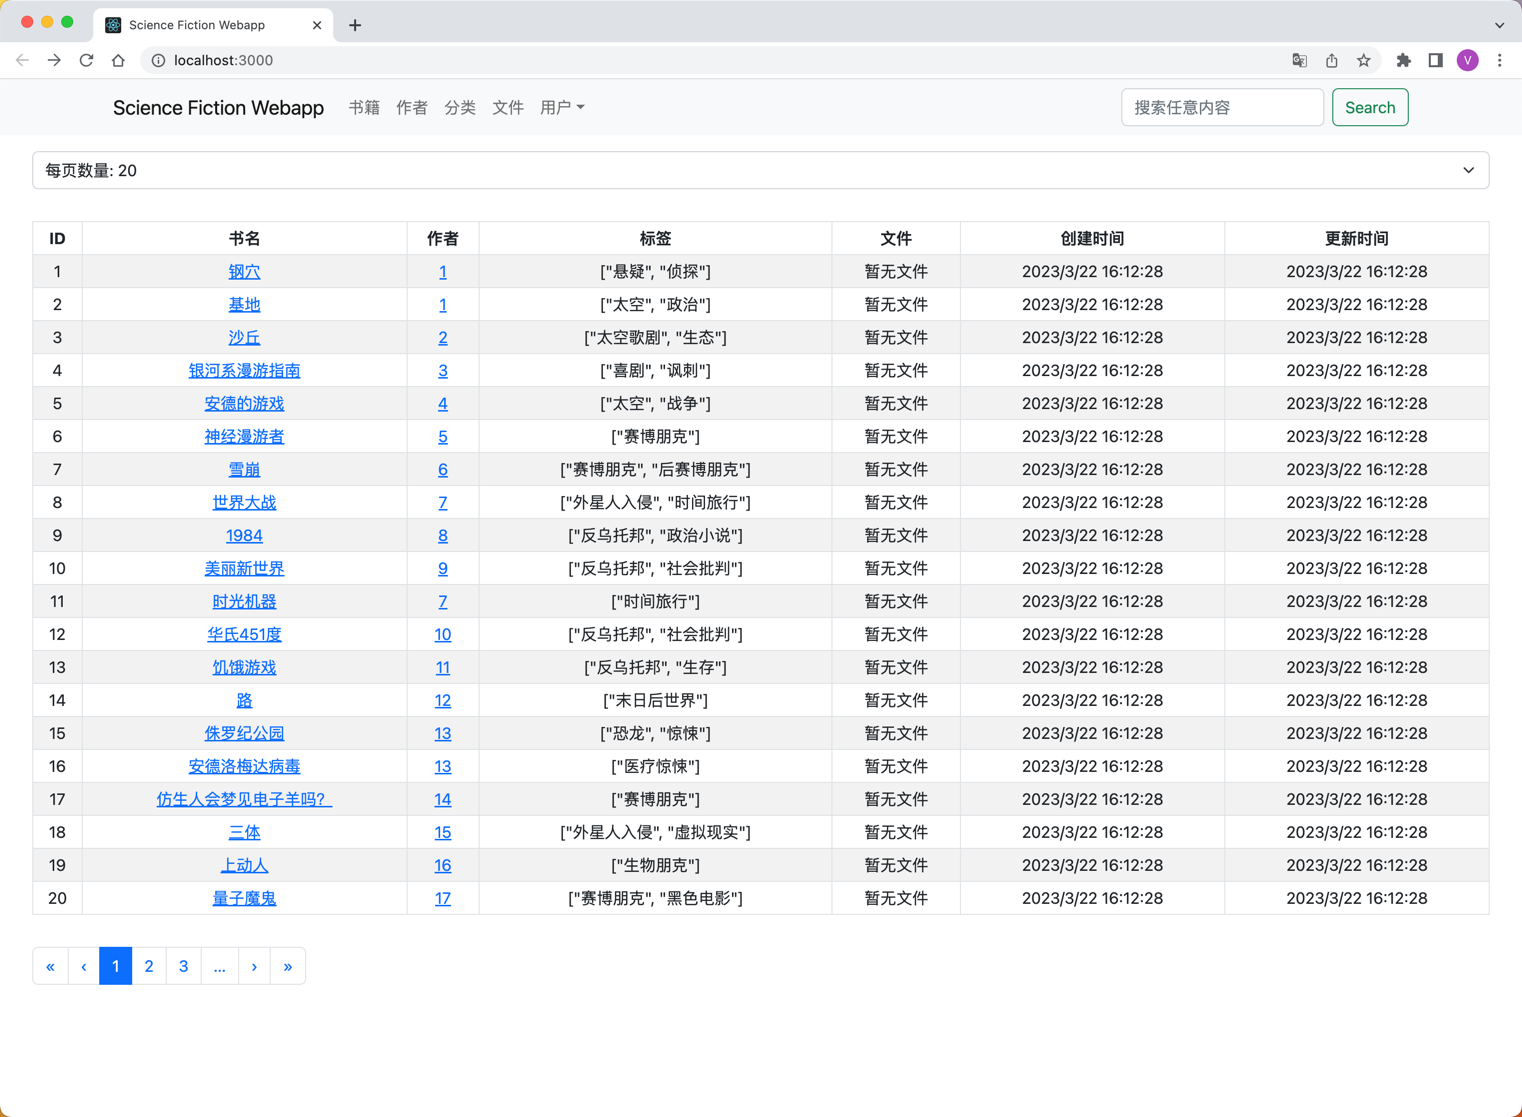 Science Fiction Webapp
localhost:3000
V
Science Fiction Webapp 书籍 作者 分类 文件 用户 搜索任意内容 Search
每页数量: 20
ID 书名 作者 标签 文件 创建时间 更新时间
1 钢穴 1 ["悬疑", "侦探"] 暂无文件 2023/3/22 16:12:28 2023/3/22 16:12:28
2 基地 1 ["太空", "政治"] 暂无文件 2023/3/22 16:12:28 2023/3/22 16:12:28
3 沙丘 2 ["太空歌剧", "生态"] 暂无文件 2023/3/22 16:12:28 2023/3/22 16:12:28
4 银河系漫游指南 3 ["喜剧", "讽刺"] 暂无文件 2023/3/22 16:12:28 2023/3/22 16:12:28
5 安德的游戏 4 ["太空", "战争"] 暂无文件 2023/3/22 16:12:28 2023/3/22 16:12:28
6 神经漫游者 5 ["赛博朋克"] 暂无文件 2023/3/22 16:12:28 2023/3/22 16:12:28
7 雪崩 6 ["赛博朋克", "后赛博朋克"] 暂无文件 2023/3/22 16:12:28 2023/3/22 16:12:28
8 世界大战 7 ["外星人入侵", "时间旅行"] 暂无文件 2023/3/22 16:12:28 2023/3/22 16:12:28
9 1984 8 ["反乌托邦", "政治小说"] 暂无文件 2023/3/22 16:12:28 2023/3/22 16:12:28
10 美丽新世界 9 ["反乌托邦", "社会批判"] 暂无文件 2023/3/22 16:12:28 2023/3/22 16:12:28
11 时光机器 7 ["时间旅行"] 暂无文件 2023/3/22 16:12:28 2023/3/22 16:12:28
12 华氏451度 10 ["反乌托邦", "社会批判"] 暂无文件 2023/3/22 16:12:28 2023/3/22 16:12:28
13 饥饿游戏 11 ["反乌托邦", "生存"] 暂无文件 2023/3/22 16:12:28 2023/3/22 16:12:28
14 路 12 ["末日后世界"] 暂无文件 2023/3/22 16:12:28 2023/3/22 16:12:28
15 侏罗纪公园 13 ["恐龙", "惊悚"] 暂无文件 2023/3/22 16:12:28 2023/3/22 16:12:28
16 安德洛梅达病毒 13 ["医疗惊悚"] 暂无文件 2023/3/22 16:12:28 2023/3/22 16:12:28
17 仿生人会梦见电子羊吗？ 14 ["赛博朋克"] 暂无文件 2023/3/22 16:12:28 2023/3/22 16:12:28
18 三体 15 ["外星人入侵", "虚拟现实"] 暂无文件 2023/3/22 16:12:28 2023/3/22 16:12:28
19 上动人 16 ["生物朋克"] 暂无文件 2023/3/22 16:12:28 2023/3/22 16:12:28
20 量子魔鬼 17 ["赛博朋克", "黑色电影"] 暂无文件 2023/3/22 16:12:28 2023/3/22 16:12:28
« ‹ 1 2 3 ... › »